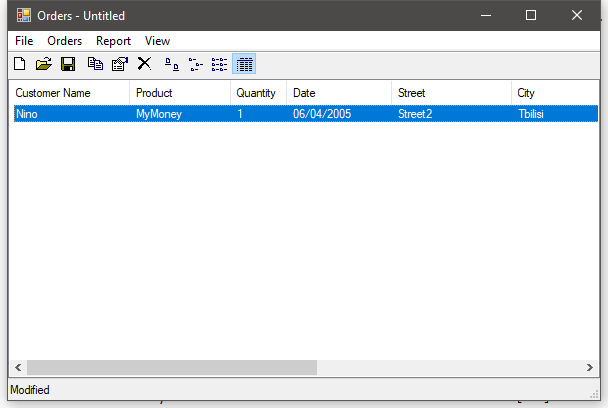 Orders - Untitled
File Orders Report View
Customer Name Product Quantity Date Street City
Nino MyMoney 1 06/04/2005 Street2 Tbilisi
Modified